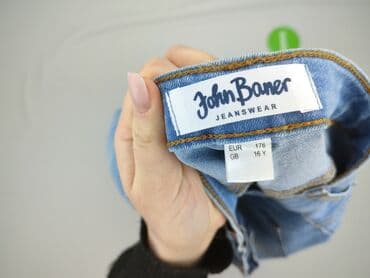 John Baner
JEANSWEAR
EUR 176
GB 16 Y